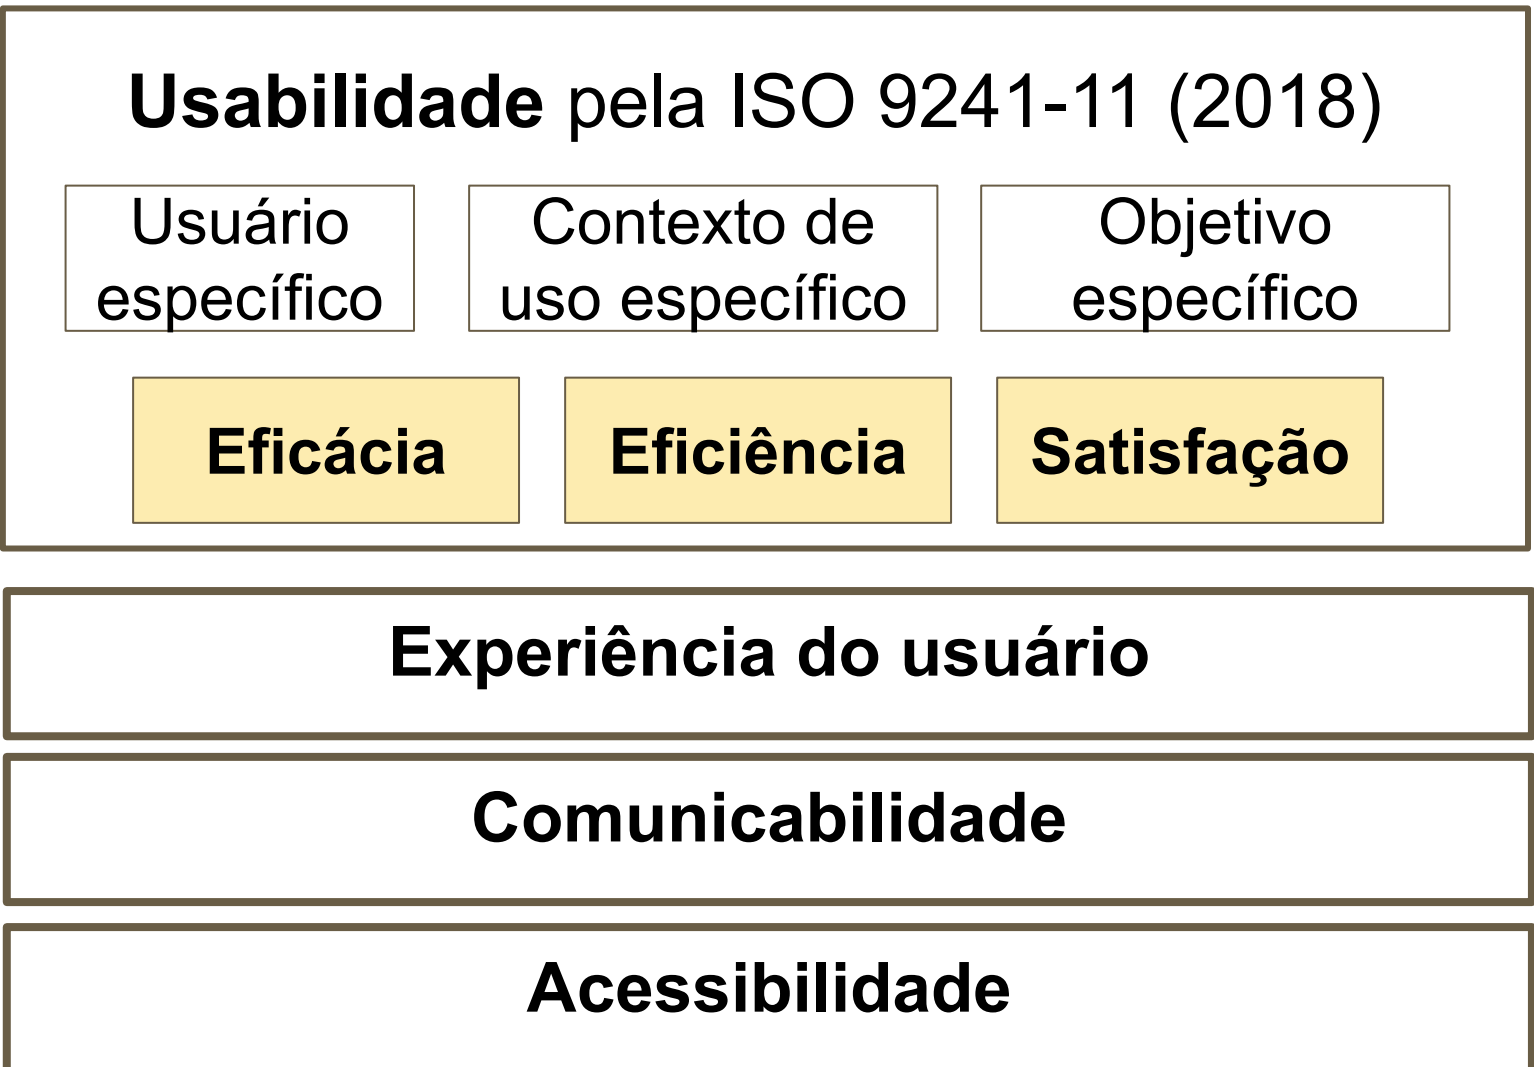 Usabilidade pela ISO 9241-11 (2018)
Usuário
específico
Contexto de
uso específico
Objetivo
específico
Eficácia
Eficiência
Satisfação
Experiência do usuário
Comunicabilidade
Acessibilidade